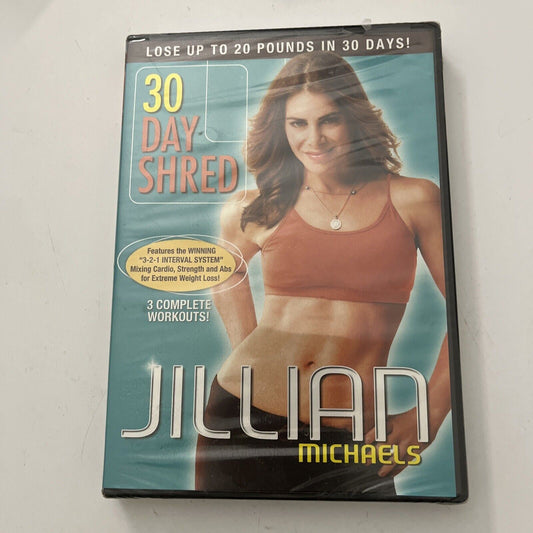 LOSE UP TO 20 POUNDS IN 30 DAYS!
30
DAY
SHRED
Features the WINNING
"3-2-1 INTERVAL SYSTEM"
Mixing Cardio, Strength and Abs
for Extreme Weight Loss!
3 COMPLETE
WORKOUTS!
JILLIAN
MICHAELS